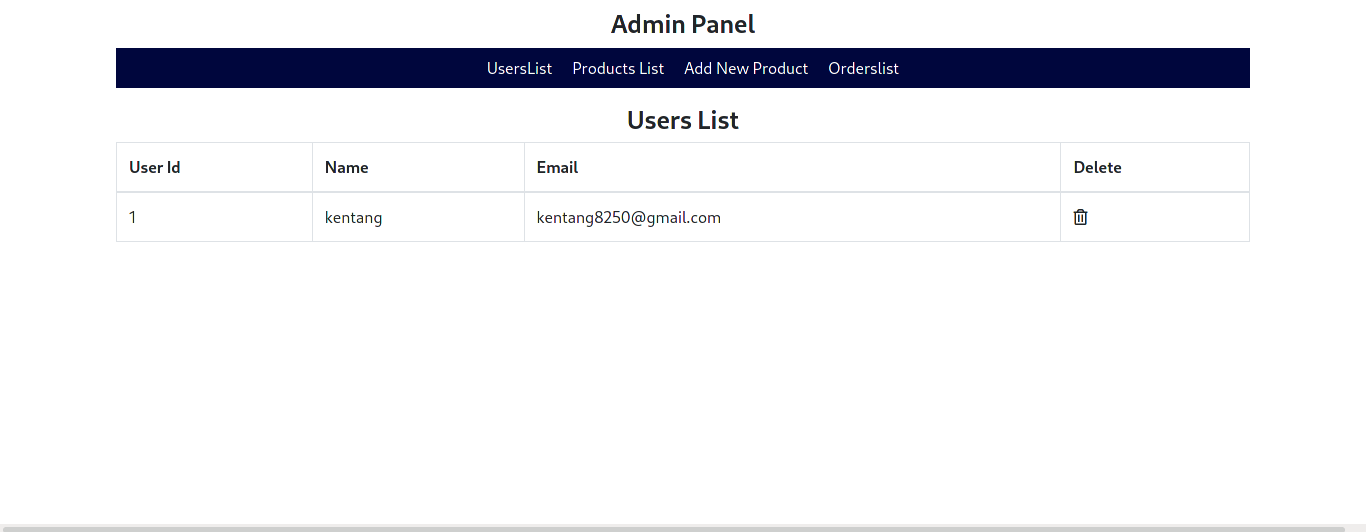 Admin Panel
UsersList Products List Add New Product Orderslist
Users List
User Id Name Email Delete
1 kentang kentang8250@gmail.com